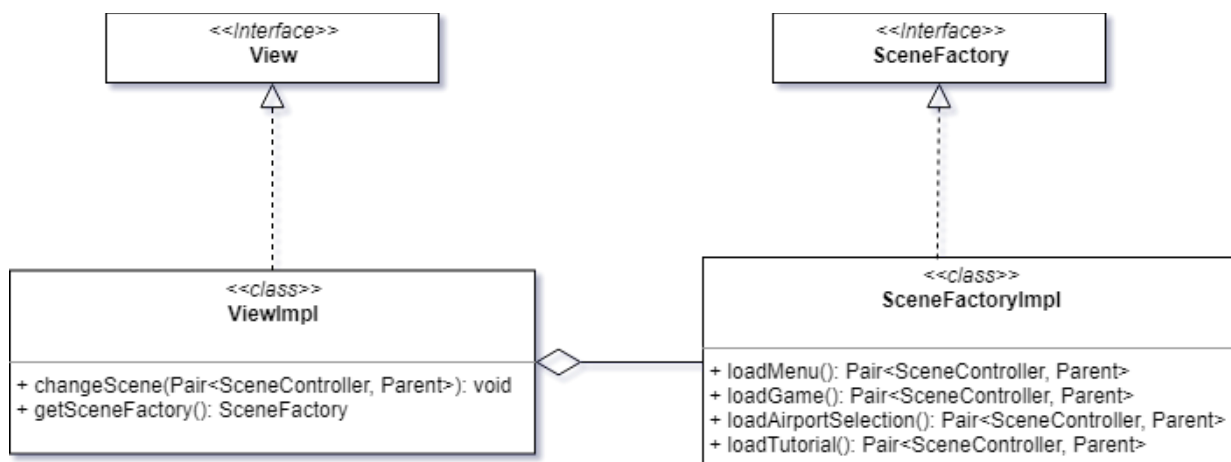 <<Interface>>
View
<<Interface>>
SceneFactory
<<class>>
ViewImpl
+ changeScene(Pair<SceneController, Parent>): void
+ getSceneFactory(): SceneFactory
<<class>>
SceneFactoryImpl
+ loadMenu(): Pair<SceneController, Parent>
+ loadGame(): Pair<SceneController, Parent>
+ loadAirportSelection(): Pair<SceneController, Parent>
+ loadTutorial(): Pair<SceneController, Parent>